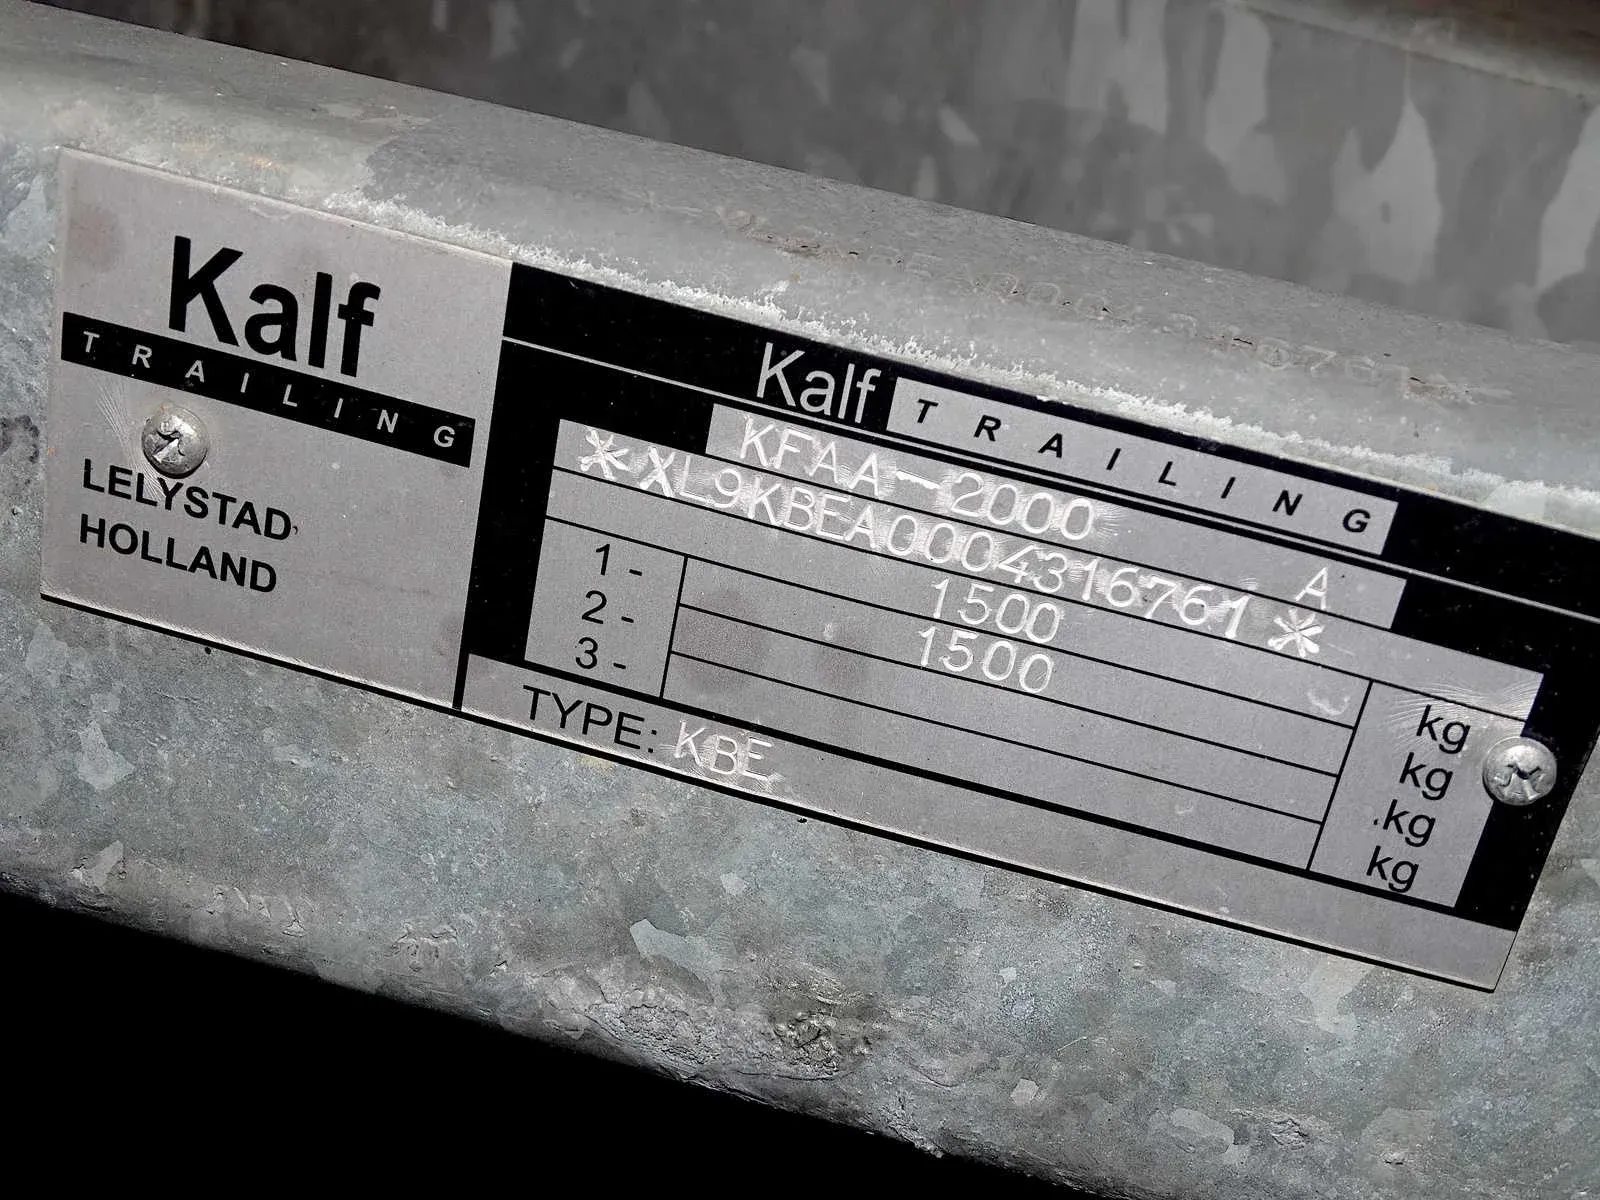 Kalf
TRAILING
LELYSTAD,
HOLLAND
Kalf TRAILING
KFAA-2000 A
*XL9KBEA0004316761*
1500 kg
1- 1500 kg
2- .kg
3- kg
TYPE: KBE